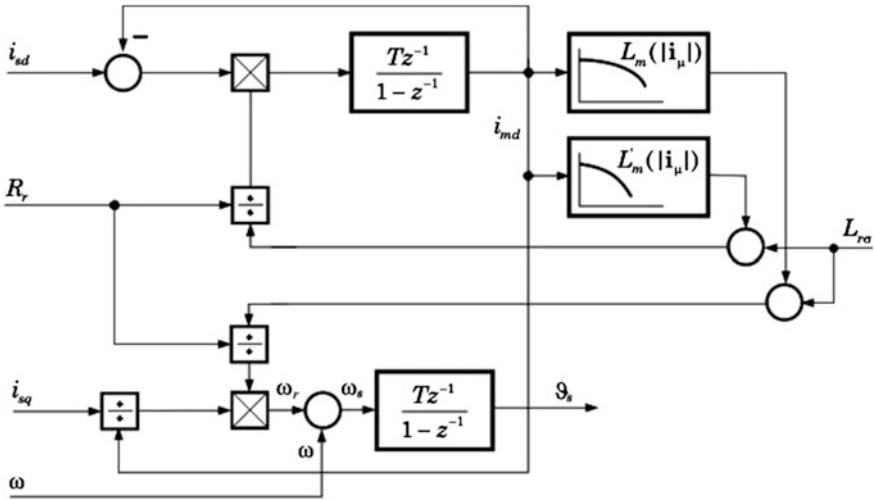 i_sd
−
Tz⁻¹
1 − z⁻¹
L_m(|i_μ|)
i_md
L'_m(|i_μ|)
R_r
÷
L_rσ
÷
i_sq
÷
ω_r
ω_s
Tz⁻¹
1 − z⁻¹
ϑ_s
ω
ω